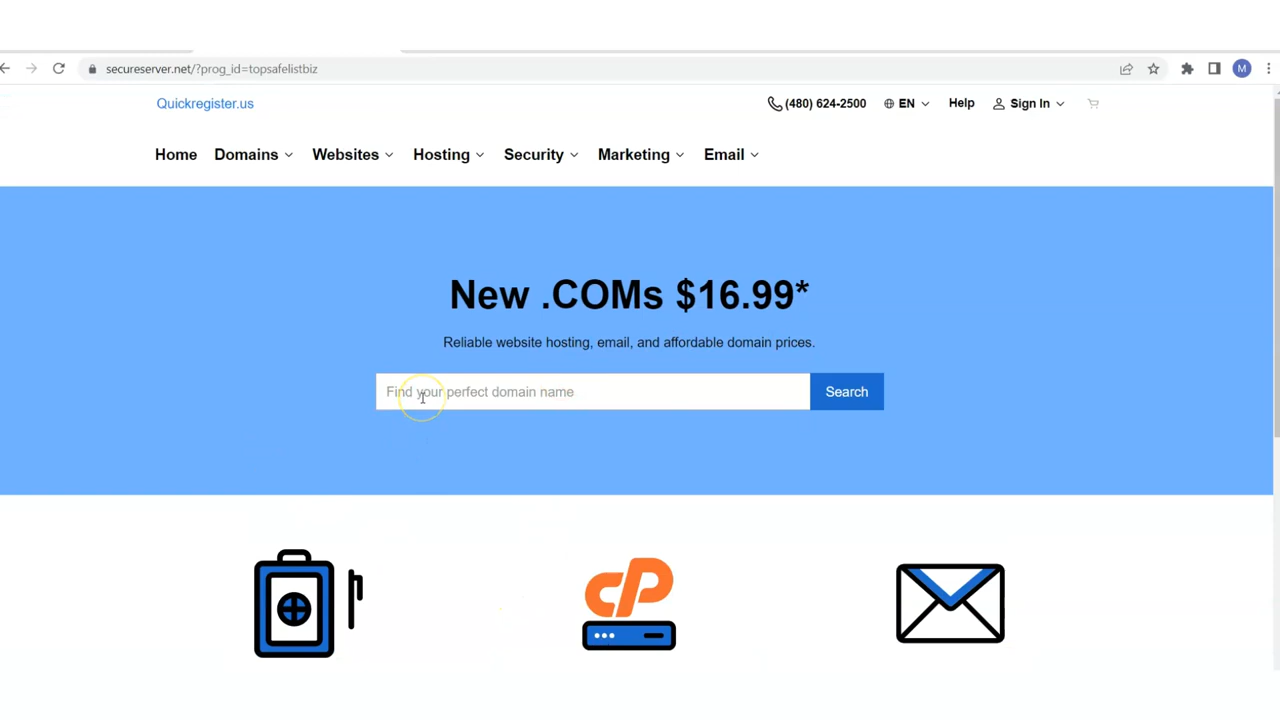 secureserver.net/?prog_id=topsafelistbiz
M
Quickregister.us
(480) 624-2500 EN Help Sign In
Home Domains Websites Hosting Security Marketing Email
New .COMs $16.99*
Reliable website hosting, email, and affordable domain prices.
Find your perfect domain name Search
cP